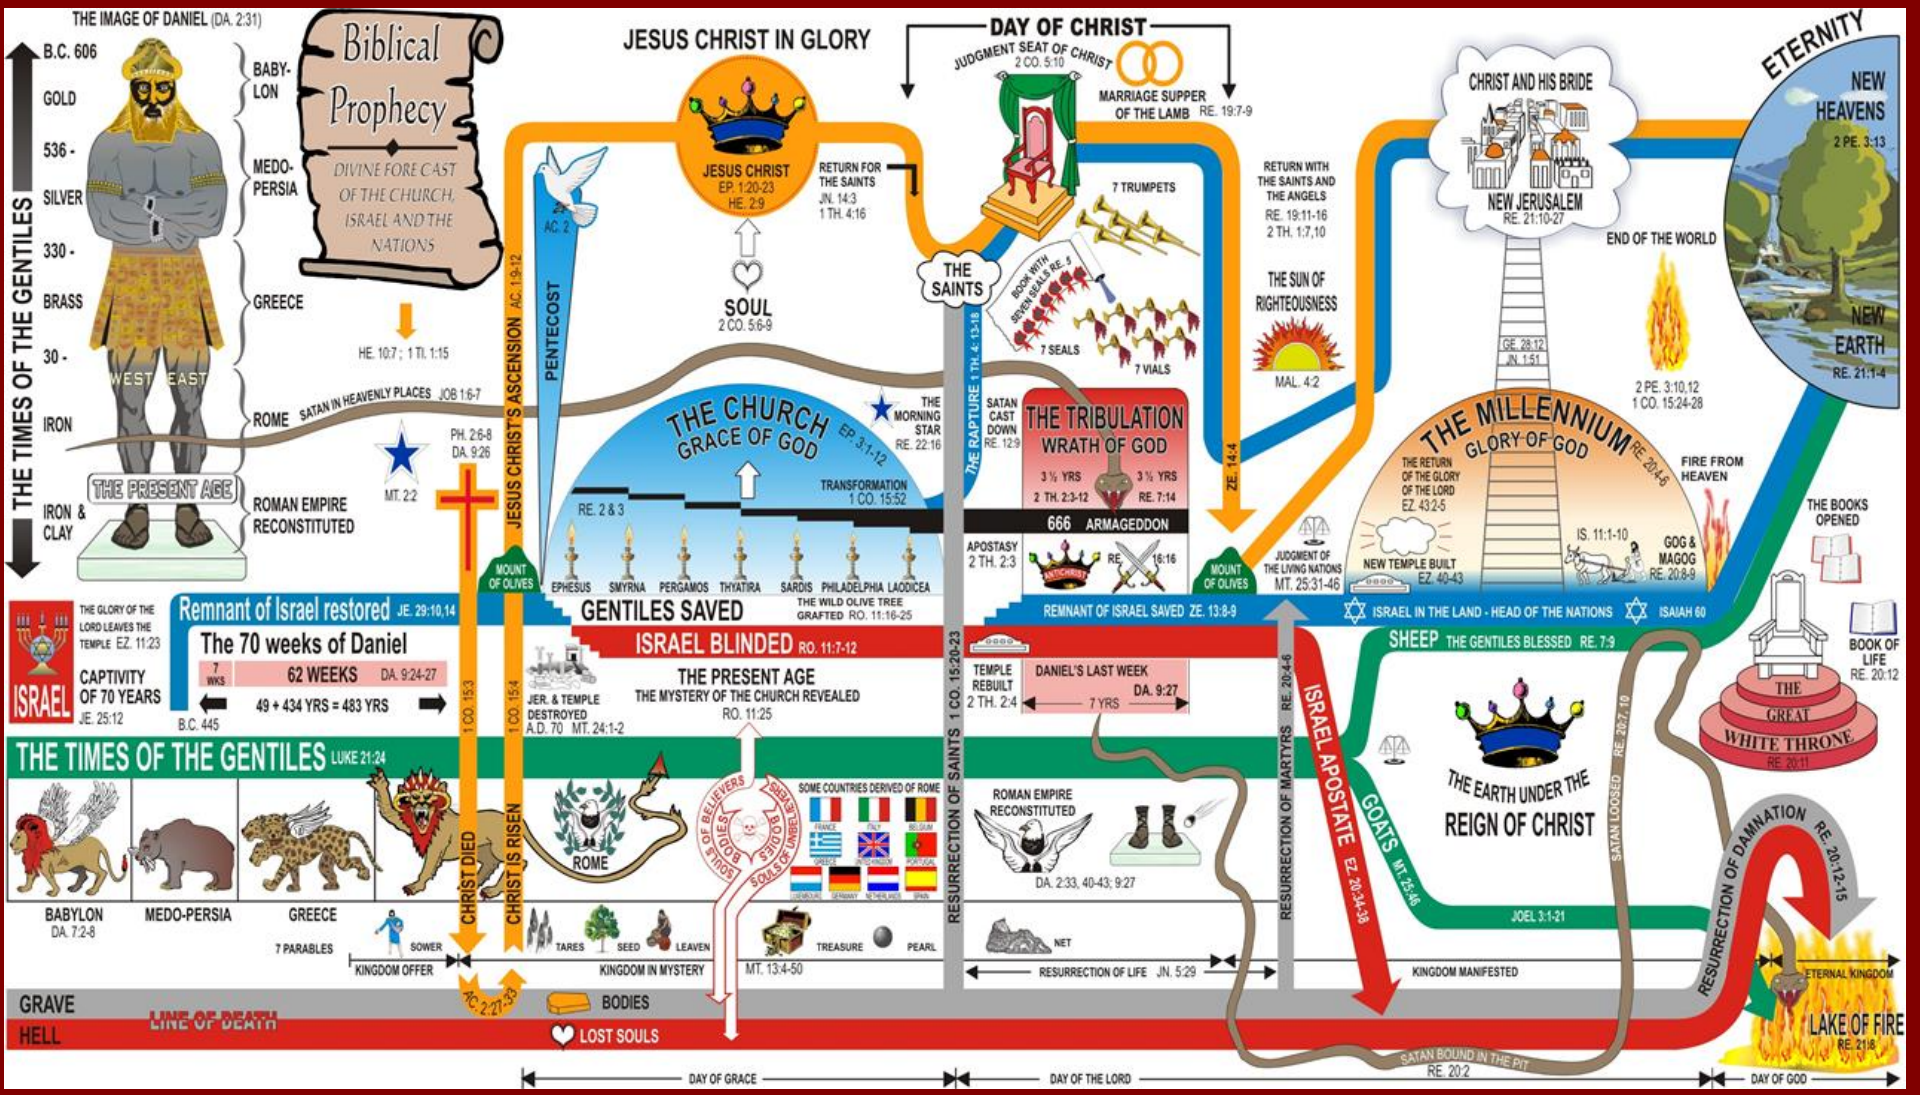 THE IMAGE OF DANIEL (DA. 2:31)
THE TIMES OF THE GENTILES
B.C. 606
GOLD
536 -
SILVER
330 -
BRASS
30 -
IRON
IRON &
CLAY
BABY-
LON
MEDO-
PERSIA
GREECE
ROME
ROMAN EMPIRE
RECONSTITUTED
WEST EAST
THE PRESENT AGE
Biblical
Prophecy
DIVINE FORE CAST
OF THE CHURCH,
ISRAEL AND THE
NATIONS
HE. 10:7 ; 1 TI. 1:15
SATAN IN HEAVENLY PLACES JOB 1:6-7
MT. 2:2
PH. 2:6-8
DA. 9:26
JESUS CHRIST'S ASCENSION AC. 1:9-12
PENTECOST
AC. 2
JESUS CHRIST IN GLORY
JESUS CHRIST
EP. 1:20-23
HE. 2:9
SOUL
2 CO. 5:6-9
RETURN FOR
THE SAINTS
JN. 14:3
1 TH. 4:16
DAY OF CHRIST
JUDGMENT SEAT OF CHRIST
2 CO. 5:10
MARRIAGE SUPPER
OF THE LAMB RE. 19:7-9
THE
SAINTS
7 TRUMPETS
BOOK WITH
SEVEN SEALS RE. 5
7 SEALS
7 VIALS
RETURN WITH
THE SAINTS AND
THE ANGELS
RE. 19:11-16
2 TH. 1:7,10
THE SUN OF
RIGHTEOUSNESS
MAL. 4:2
CHRIST AND HIS BRIDE
NEW JERUSALEM
RE. 21:10-27
END OF THE WORLD
2 PE. 3:10,12
1 CO. 15:24-28
ETERNITY
NEW
HEAVENS
2 PE. 3:13
NEW
EARTH
RE. 21:1-4
GE. 28:12
JN. 1:51
THE CHURCH
GRACE OF GOD
EP. 3:1-12
THE
MORNING
STAR
RE. 22:16
TRANSFORMATION
1 CO. 15:52
RE. 2 & 3
EPHESUS SMYRNA PERGAMOS THYATIRA SARDIS PHILADELPHIA LAODICEA
THE RAPTURE 1 TH. 4: 13-18
SATAN
CAST
DOWN
RE. 12:9
THE TRIBULATION
WRATH OF GOD
3 ½ YRS 3 ½ YRS
2 TH. 2:3-12 RE. 7:14
666 ARMAGEDDON
APOSTASY
2 TH. 2:3
ANTICHRIST
RE 16:16
ZE. 14:4
MOUNT
OF OLIVES
MOUNT
OF OLIVES
JUDGMENT OF
THE LIVING NATIONS
MT. 25:31-46
THE MILLENNIUM
GLORY OF GOD
RE. 20:4-6
THE RETURN
OF THE GLORY
OF THE LORD
EZ. 43:2-5
NEW TEMPLE BUILT
EZ. 40-43
IS. 11:1-10
GOG &
MAGOG
RE. 20:8-9
FIRE FROM
HEAVEN
THE BOOKS
OPENED
BOOK OF
LIFE
RE. 20:12
THE
GREAT
WHITE THRONE
RE. 20:11
ISRAEL
THE GLORY OF THE
LORD LEAVES THE
TEMPLE EZ. 11:23
CAPTIVITY
OF 70 YEARS
JE. 25:12
Remnant of Israel restored JE. 29:10,14
The 70 weeks of Daniel
7
WKS
62 WEEKS DA. 9:24-27
49 + 434 YRS = 483 YRS
B.C. 445
GENTILES SAVED
THE WILD OLIVE TREE
GRAFTED RO. 11:16-25
ISRAEL BLINDED RO. 11:7-12
JER. & TEMPLE
DESTROYED
A.D. 70 MT. 24:1-2
THE PRESENT AGE
THE MYSTERY OF THE CHURCH REVEALED
RO. 11:25
REMNANT OF ISRAEL SAVED ZE. 13:8-9
ISRAEL IN THE LAND - HEAD OF THE NATIONS ISAIAH 60
TEMPLE
REBUILT
2 TH. 2:4
DANIEL'S LAST WEEK
DA. 9:27
7 YRS
SHEEP THE GENTILES BLESSED RE. 7:9
THE TIMES OF THE GENTILES LUKE 21:24
BABYLON
DA. 7:2-8
MEDO-PERSIA
GREECE
ROME
1 CO. 15:3
CHRIST DIED
1 CO. 15:4
CHRIST IS RISEN
SOULS OF BELIEVERS
BODIES
BODIES
SOULS OF UNBELIEVERS
SOME COUNTRIES DERIVED OF ROME
FRANCE ITALY BELGIUM
GREECE UNITED KINGDOM PORTUGAL
LUXEMBOURG GERMANY NETHERLANDS SPAIN
RESURRECTION OF SAINTS 1 CO. 15:20-23
ROMAN EMPIRE
RECONSTITUTED
DA. 2:33, 40-43; 9:27
RESURRECTION OF MARTYRS RE. 20:4-6
ISRAEL APOSTATE EZ. 20:34-38
GOATS MT. 25:46
THE EARTH UNDER THE
REIGN OF CHRIST
JOEL 3:1-21
SATAN LOOSED RE. 20:7, 10
RESURRECTION OF DAMNATION RE. 20:12-15
7 PARABLES
SOWER
TARES
SEED
LEAVEN
TREASURE
PEARL
NET
KINGDOM OFFER
KINGDOM IN MYSTERY
MT. 13:4-50
RESURRECTION OF LIFE JN. 5:29
KINGDOM MANIFESTED
ETERNAL KINGDOM
AC. 2:27-33
GRAVE
HELL
LINE OF DEATH
BODIES
LOST SOULS
SATAN BOUND IN THE PIT
RE. 20:2
LAKE OF FIRE
RE. 21:8
DAY OF GRACE
DAY OF THE LORD
DAY OF GOD